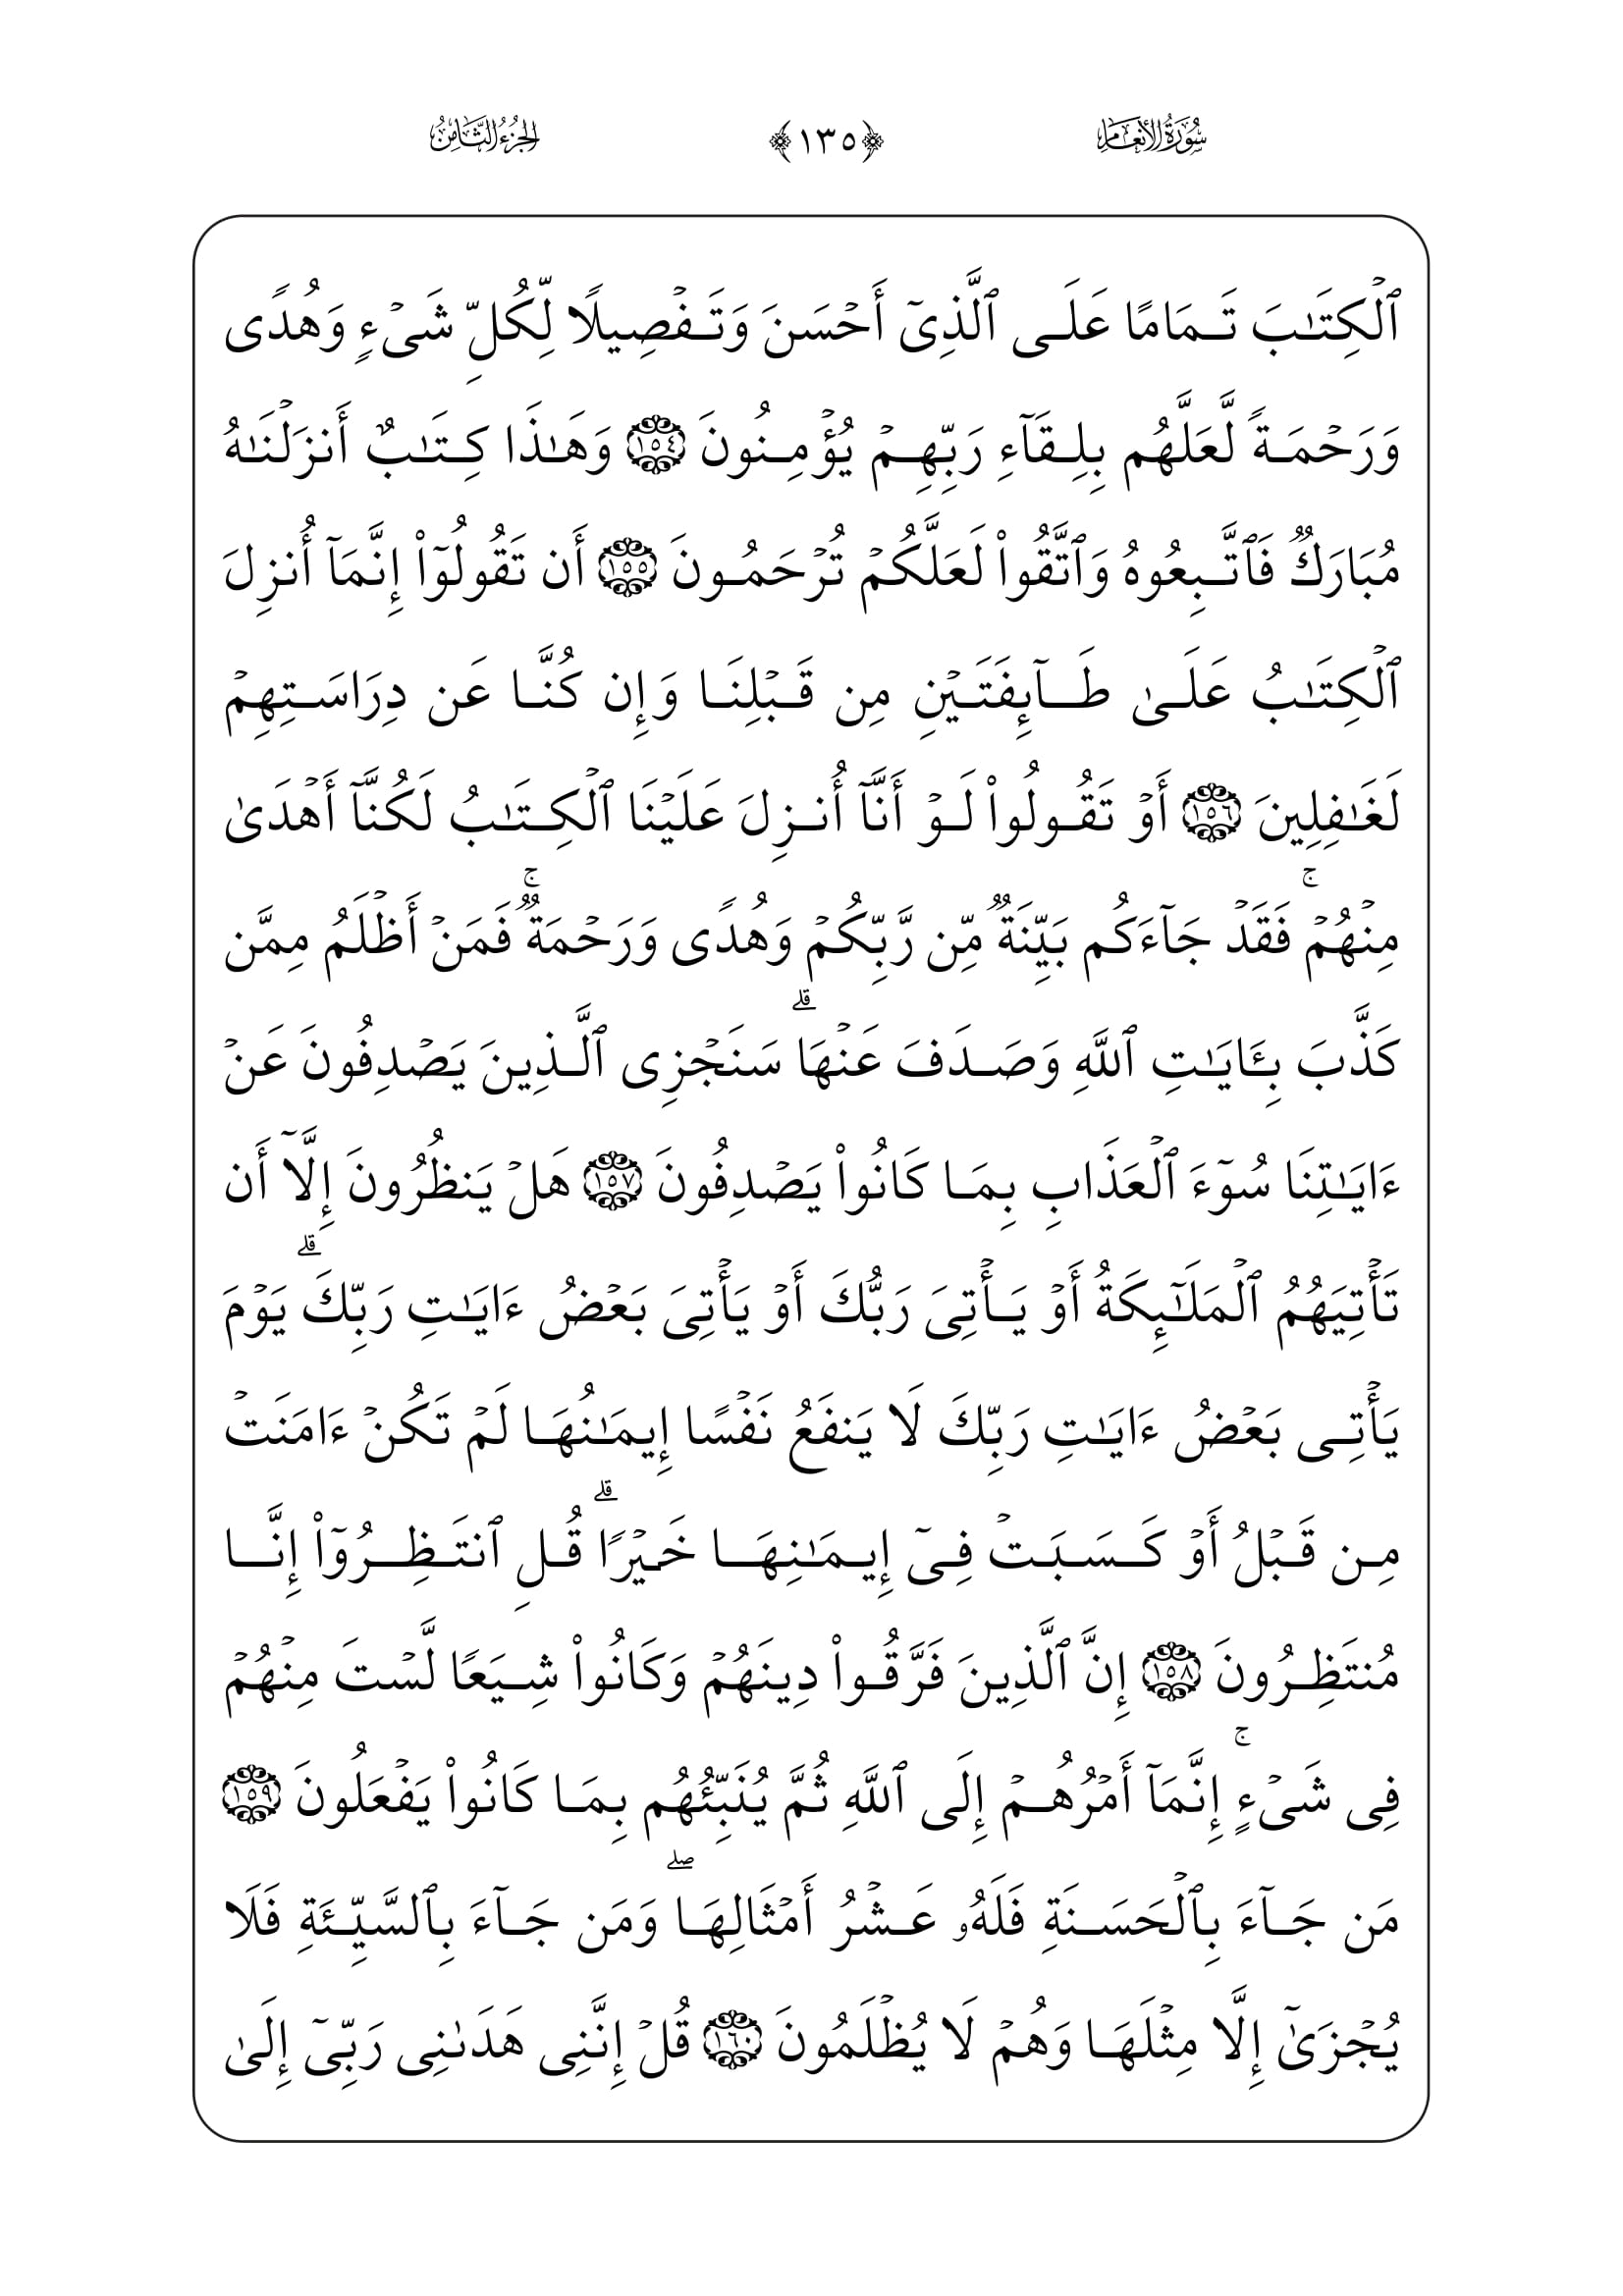 سُورَةُ الأَنْعَامِ ﴿١٣٥﴾ الجُزْءُ الثَّامِنُ
ٱلۡكِتَٰبَ تَمَامًا عَلَى ٱلَّذِىٓ أَحۡسَنَ وَتَفۡصِيلًا لِّكُلِّ شَىۡءٍ وَهُدًى
وَرَحۡمَةً لَّعَلَّهُم بِلِقَآءِ رَبِّهِمۡ يُؤۡمِنُونَ ١٥٤ وَهَٰذَا كِتَٰبٌ أَنزَلۡنَٰهُ
مُبَارَكٌ فَٱتَّبِعُوهُ وَٱتَّقُوا۟ لَعَلَّكُمۡ تُرۡحَمُونَ ١٥٥ أَن تَقُولُوٓا۟ إِنَّمَآ أُنزِلَ
ٱلۡكِتَٰبُ عَلَىٰ طَآئِفَتَيۡنِ مِن قَبۡلِنَا وَإِن كُنَّا عَن دِرَاسَتِهِمۡ
لَغَٰفِلِينَ ١٥٦ أَوۡ تَقُولُوا۟ لَوۡ أَنَّآ أُنزِلَ عَلَيۡنَا ٱلۡكِتَٰبُ لَكُنَّآ أَهۡدَىٰ
مِنۡهُمۡۚ فَقَدۡ جَآءَكُم بَيِّنَةٌ مِّن رَّبِّكُمۡ وَهُدًى وَرَحۡمَةٌۚ فَمَنۡ أَظۡلَمُ مِمَّن
كَذَّبَ بِـَٔايَٰتِ ٱللَّهِ وَصَدَفَ عَنۡهَاۗ سَنَجۡزِى ٱلَّذِينَ يَصۡدِفُونَ عَنۡ
ءَايَٰتِنَا سُوٓءَ ٱلۡعَذَابِ بِمَا كَانُوا۟ يَصۡدِفُونَ ١٥٧ هَلۡ يَنظُرُونَ إِلَّآ أَن
تَأۡتِيَهُمُ ٱلۡمَلَٰٓئِكَةُ أَوۡ يَأۡتِىَ رَبُّكَ أَوۡ يَأۡتِىَ بَعۡضُ ءَايَٰتِ رَبِّكَۗ يَوۡمَ
يَأۡتِى بَعۡضُ ءَايَٰتِ رَبِّكَ لَا يَنفَعُ نَفۡسًا إِيمَٰنُهَا لَمۡ تَكُنۡ ءَامَنَتۡ
مِن قَبۡلُ أَوۡ كَسَبَتۡ فِىٓ إِيمَٰنِهَا خَيۡرًاۗ قُلِ ٱنتَظِرُوٓا۟ إِنَّا
مُنتَظِرُونَ ١٥٨ إِنَّ ٱلَّذِينَ فَرَّقُوا۟ دِينَهُمۡ وَكَانُوا۟ شِيَعًا لَّسۡتَ مِنۡهُمۡ
فِى شَىۡءٍۚ إِنَّمَآ أَمۡرُهُمۡ إِلَى ٱللَّهِ ثُمَّ يُنَبِّئُهُم بِمَا كَانُوا۟ يَفۡعَلُونَ ١٥٩
مَن جَآءَ بِٱلۡحَسَنَةِ فَلَهُۥ عَشۡرُ أَمۡثَالِهَاۖ وَمَن جَآءَ بِٱلسَّيِّئَةِ فَلَا
يُجۡزَىٰٓ إِلَّا مِثۡلَهَا وَهُمۡ لَا يُظۡلَمُونَ ١٦٠ قُلۡ إِنَّنِى هَدَىٰنِى رَبِّىٓ إِلَىٰ